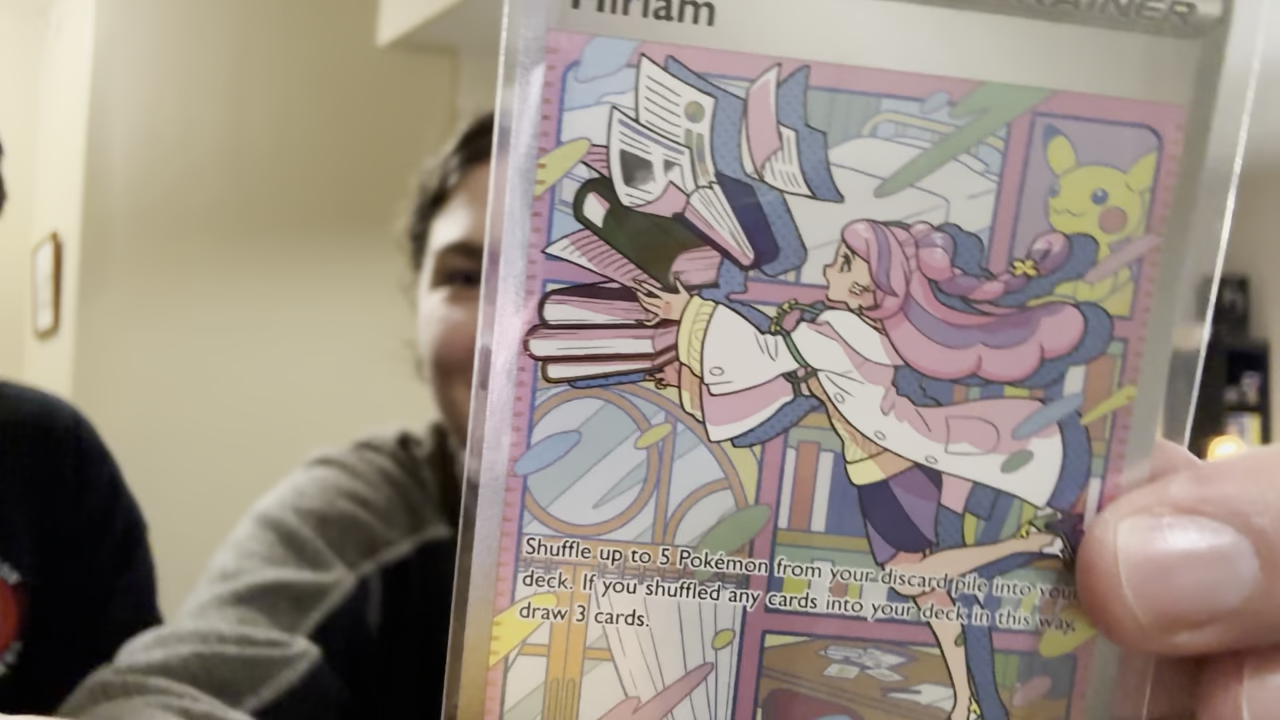 Miriam
TRAINER
Shuffle up to 5 Pokémon from your discard pile into your
deck. If you shuffled any cards into your deck in this way,
draw 3 cards.